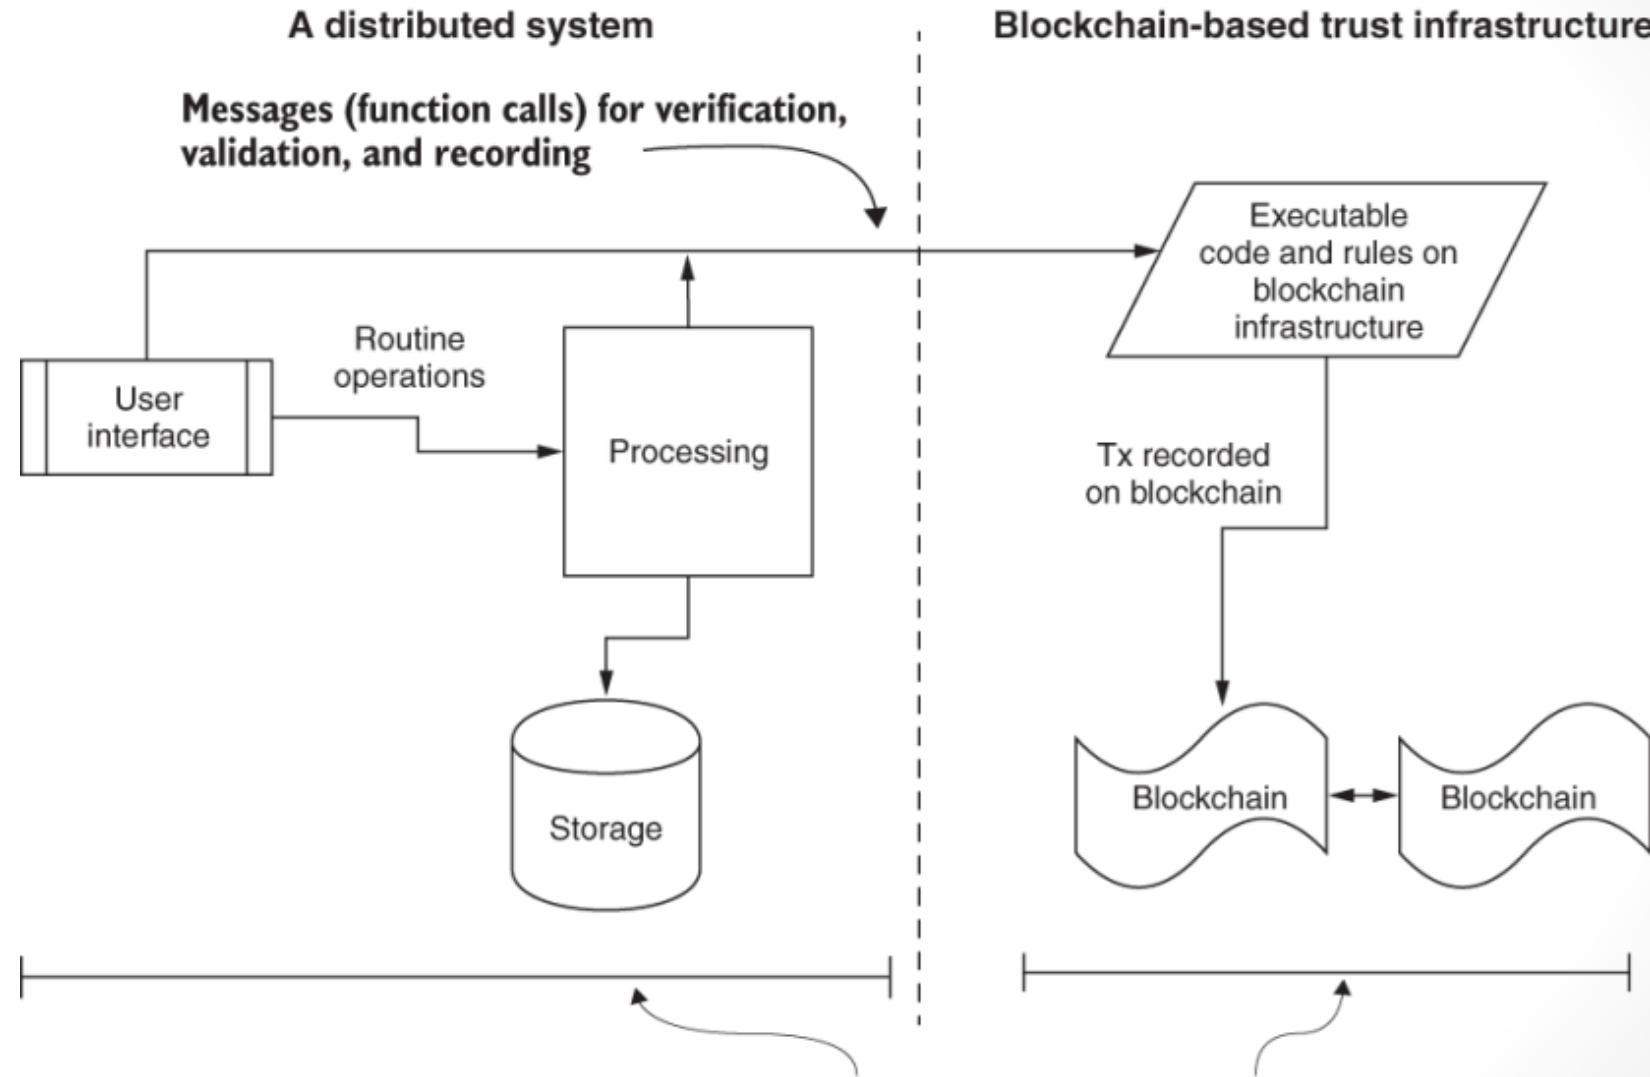 A distributed system
Blockchain-based trust infrastructure
Messages (function calls) for verification,
validation, and recording
Executable
code and rules on
blockchain
infrastructure
Routine
operations
User
interface
Processing
Tx recorded
on blockchain
Storage
Blockchain
Blockchain